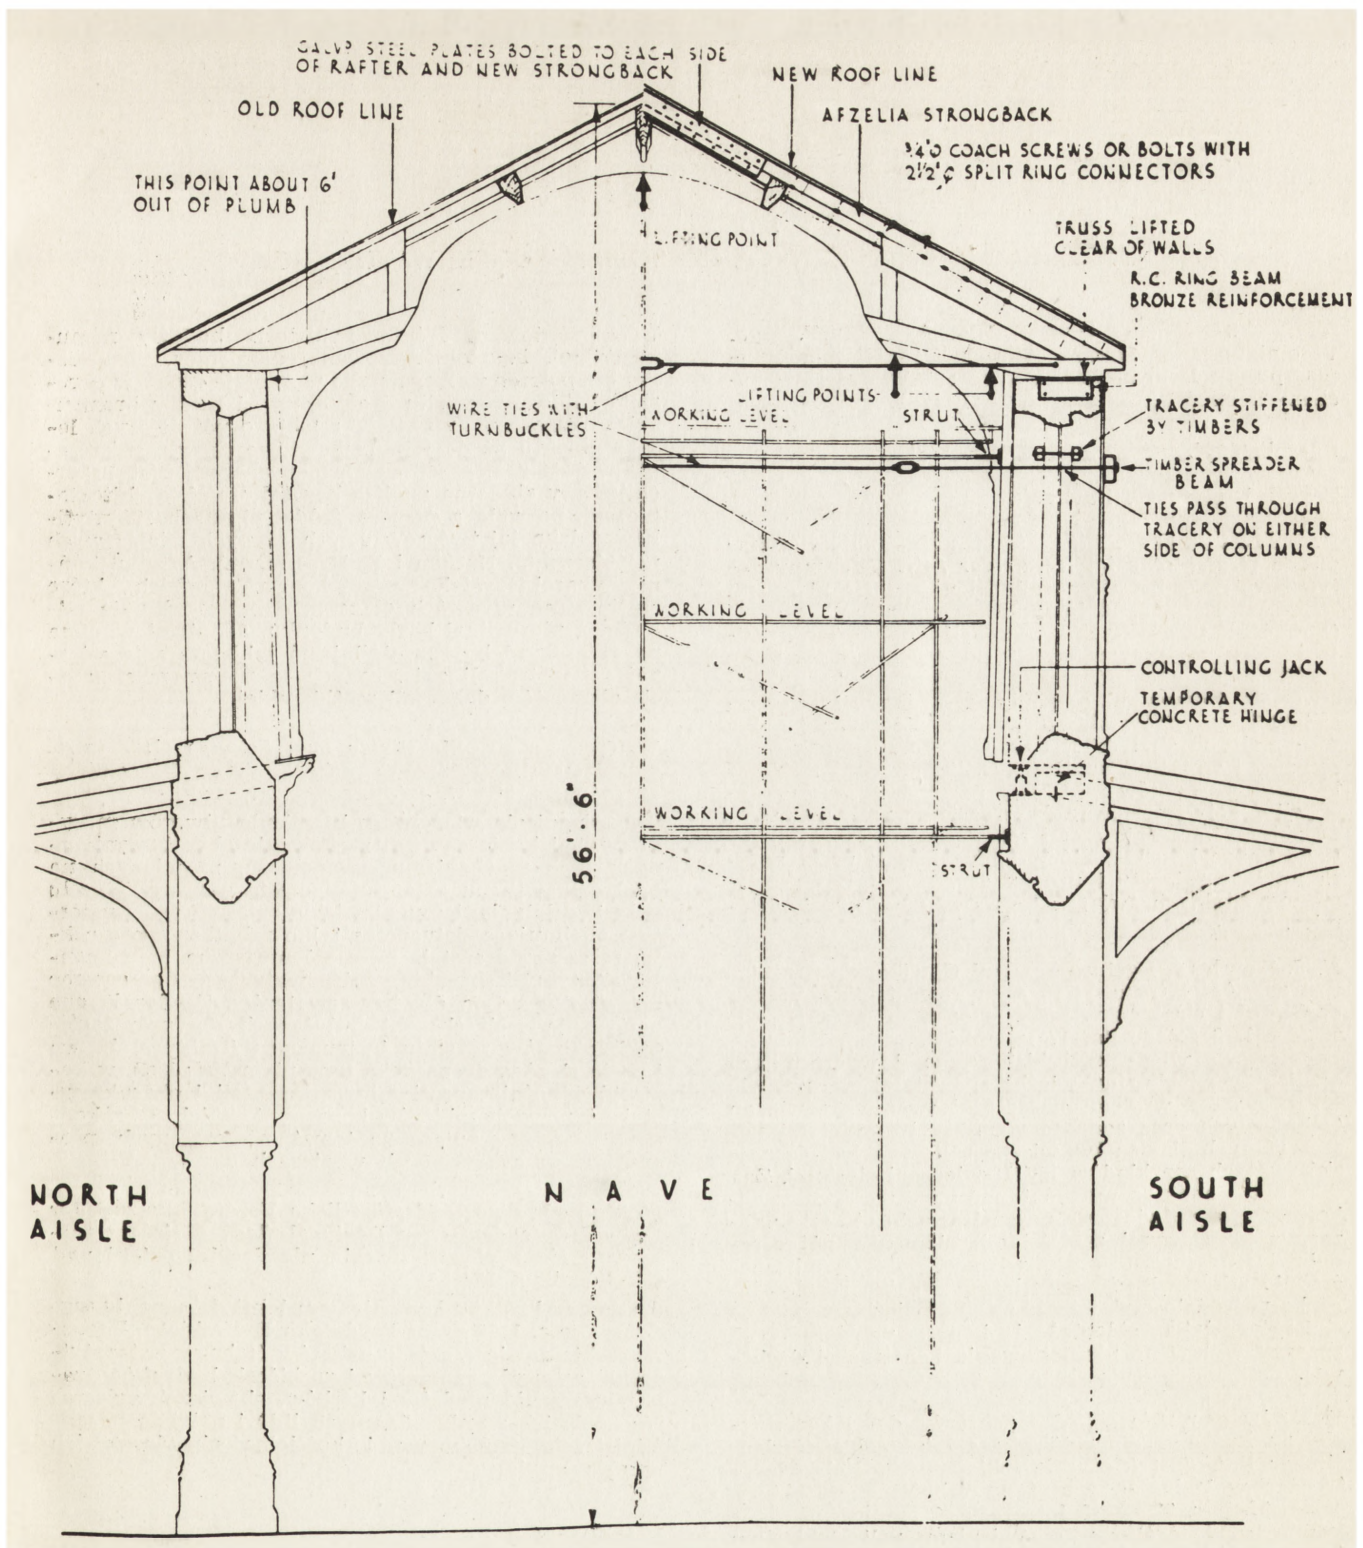 GALVD STEEL PLATES BOLTED TO EACH SIDE
OF RAFTER AND NEW STRONGBACK
NEW ROOF LINE
OLD ROOF LINE
AFZELIA STRONGBACK
3/4"Ø COACH SCREWS OR BOLTS WITH
2 1/2"Ø SPLIT RING CONNECTORS
THIS POINT ABOUT 6'
OUT OF PLUMB
TRUSS LIFTED
CLEAR OF WALLS
LIFTING POINT
R.C. RING BEAM
BRONZE REINFORCEMENT
LIFTING POINTS
WIRE TIES WITH
TURNBUCKLES
WORKING LEVEL
STRUT
TRACERY STIFFENED
BY TIMBERS
TIMBER SPREADER
BEAM
TIES PASS THROUGH
TRACERY ON EITHER
SIDE OF COLUMNS
WORKING LEVEL
CONTROLLING JACK
TEMPORARY
CONCRETE HINGE
56'. 6"
WORKING LEVEL
STRUT
NORTH
AISLE
NAVE
SOUTH
AISLE